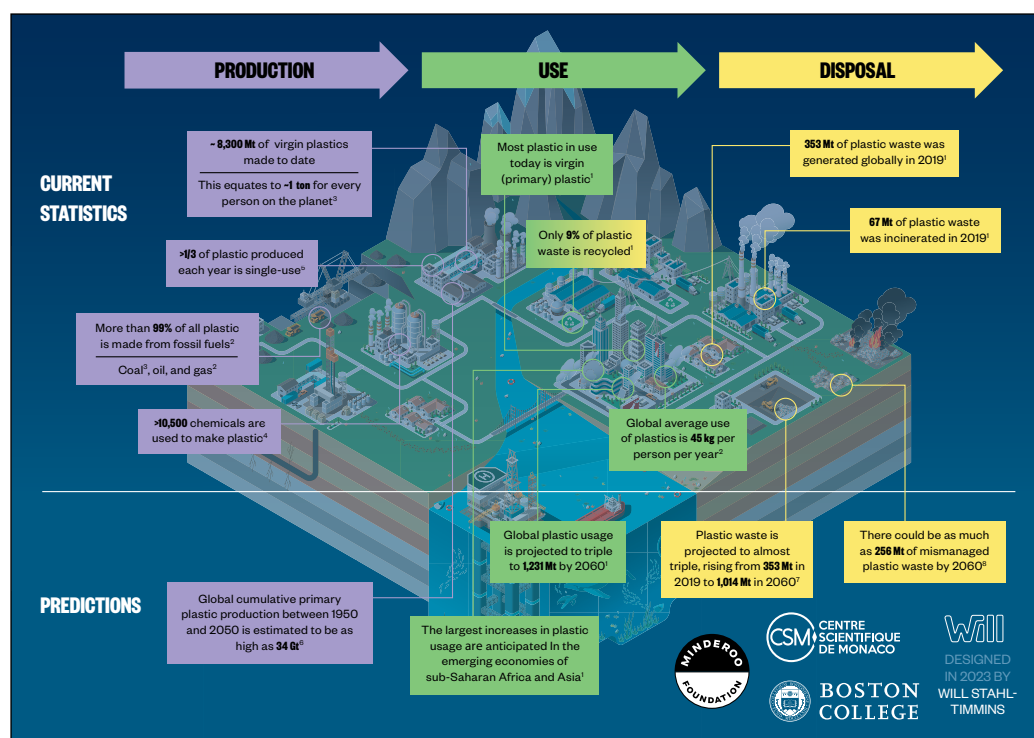 PRODUCTION
USE
DISPOSAL
CURRENT
STATISTICS
~ 8,300 Mt of virgin plastics
made to date
This equates to ~1 ton for every
person on the planet³
>1/3 of plastic produced
each year is single-use⁵
More than 99% of all plastic
is made from fossil fuels²
Coal³, oil, and gas²
>10,500 chemicals are
used to make plastic⁴
Most plastic in use
today is virgin
(primary) plastic¹
Only 9% of plastic
waste is recycled¹
Global average use
of plastics is 45 kg per
person per year²
353 Mt of plastic waste was
generated globally in 2019¹
67 Mt of plastic waste
was incinerated in 2019¹
H
PREDICTIONS
Global cumulative primary
plastic production between 1950
and 2050 is estimated to be as
high as 34 Gt⁶
Global plastic usage
is projected to triple
to 1,231 Mt by 2060¹
The largest increases in plastic
usage are anticipated In the
emerging economies of
sub-Saharan Africa and Asia¹
Plastic waste is
projected to almost
triple, rising from 353 Mt in
2019 to 1,014 Mt in 2060⁷
There could be as much
as 256 Mt of mismanaged
plastic waste by 2060⁸
MINDEROO
FOUNDATION
CSM
CENTRE
SCIENTIFIQUE
DE MONACO
BOSTON
COLLEGE
Will
DESIGNED
IN 2023 BY
WILL STAHL-
TIMMINS